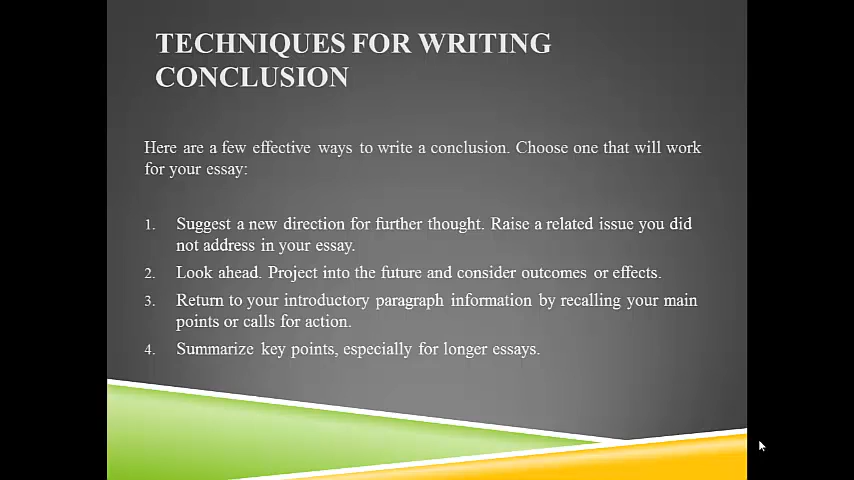 TECHNIQUES FOR WRITING
CONCLUSION
Here are a few effective ways to write a conclusion. Choose one that will work
for your essay:
1. Suggest a new direction for further thought. Raise a related issue you did
not address in your essay.
2. Look ahead. Project into the future and consider outcomes or effects.
3. Return to your introductory paragraph information by recalling your main
points or calls for action.
4. Summarize key points, especially for longer essays.